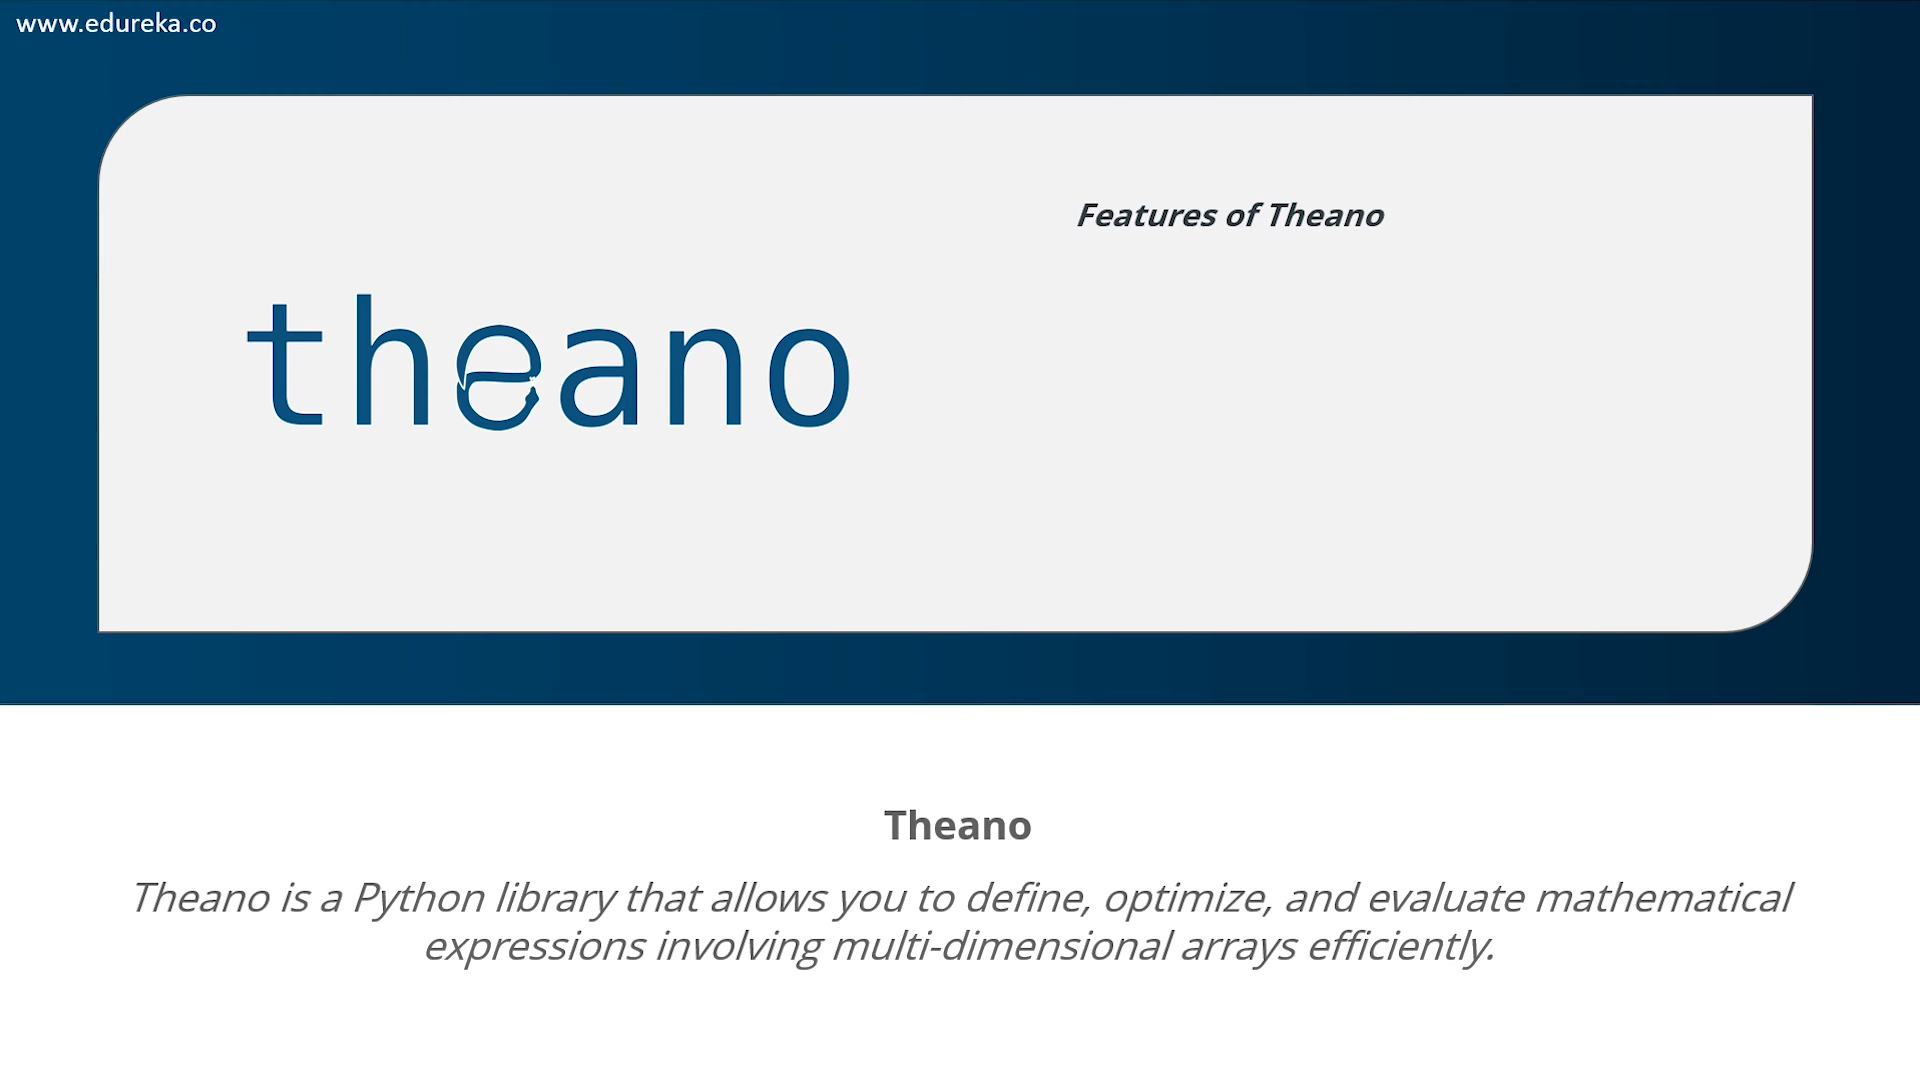 www.edureka.co
Features of Theano
theano
Theano
Theano is a Python library that allows you to define, optimize, and evaluate mathematical
expressions involving multi-dimensional arrays efficiently.